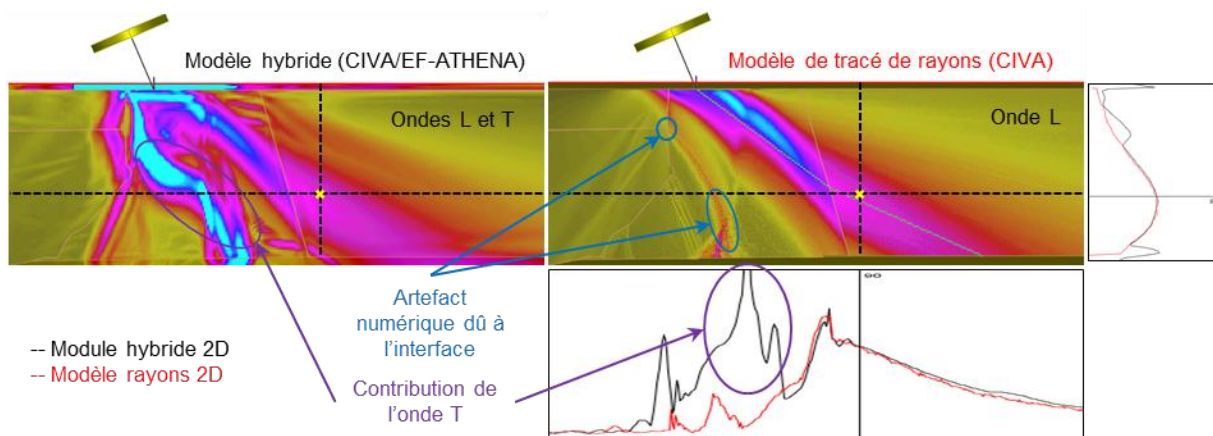 Modèle hybride (CIVA/EF-ATHENA)
Modèle de tracé de rayons (CIVA)
Ondes L et T
Onde L
Artefact
numérique dû à
l'interface
Contribution de
l'onde T
-- Module hybride 2D
-- Modèle rayons 2D
90